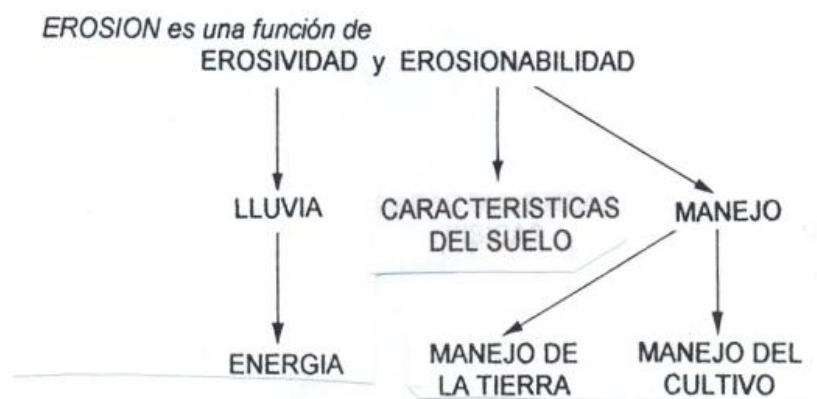 EROSION es una función de
EROSIVIDAD y EROSIONABILIDAD
LLUVIA
CARACTERISTICAS
DEL SUELO
MANEJO
ENERGIA
MANEJO DE
LA TIERRA
MANEJO DEL
CULTIVO